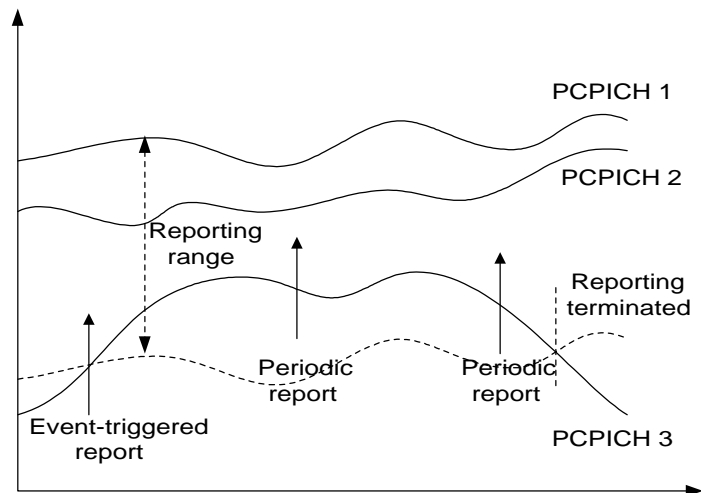 PCPICH 1
PCPICH 2
Reporting
range
Reporting
terminated
Periodic
report
Periodic
report
Event-triggered
report
PCPICH 3